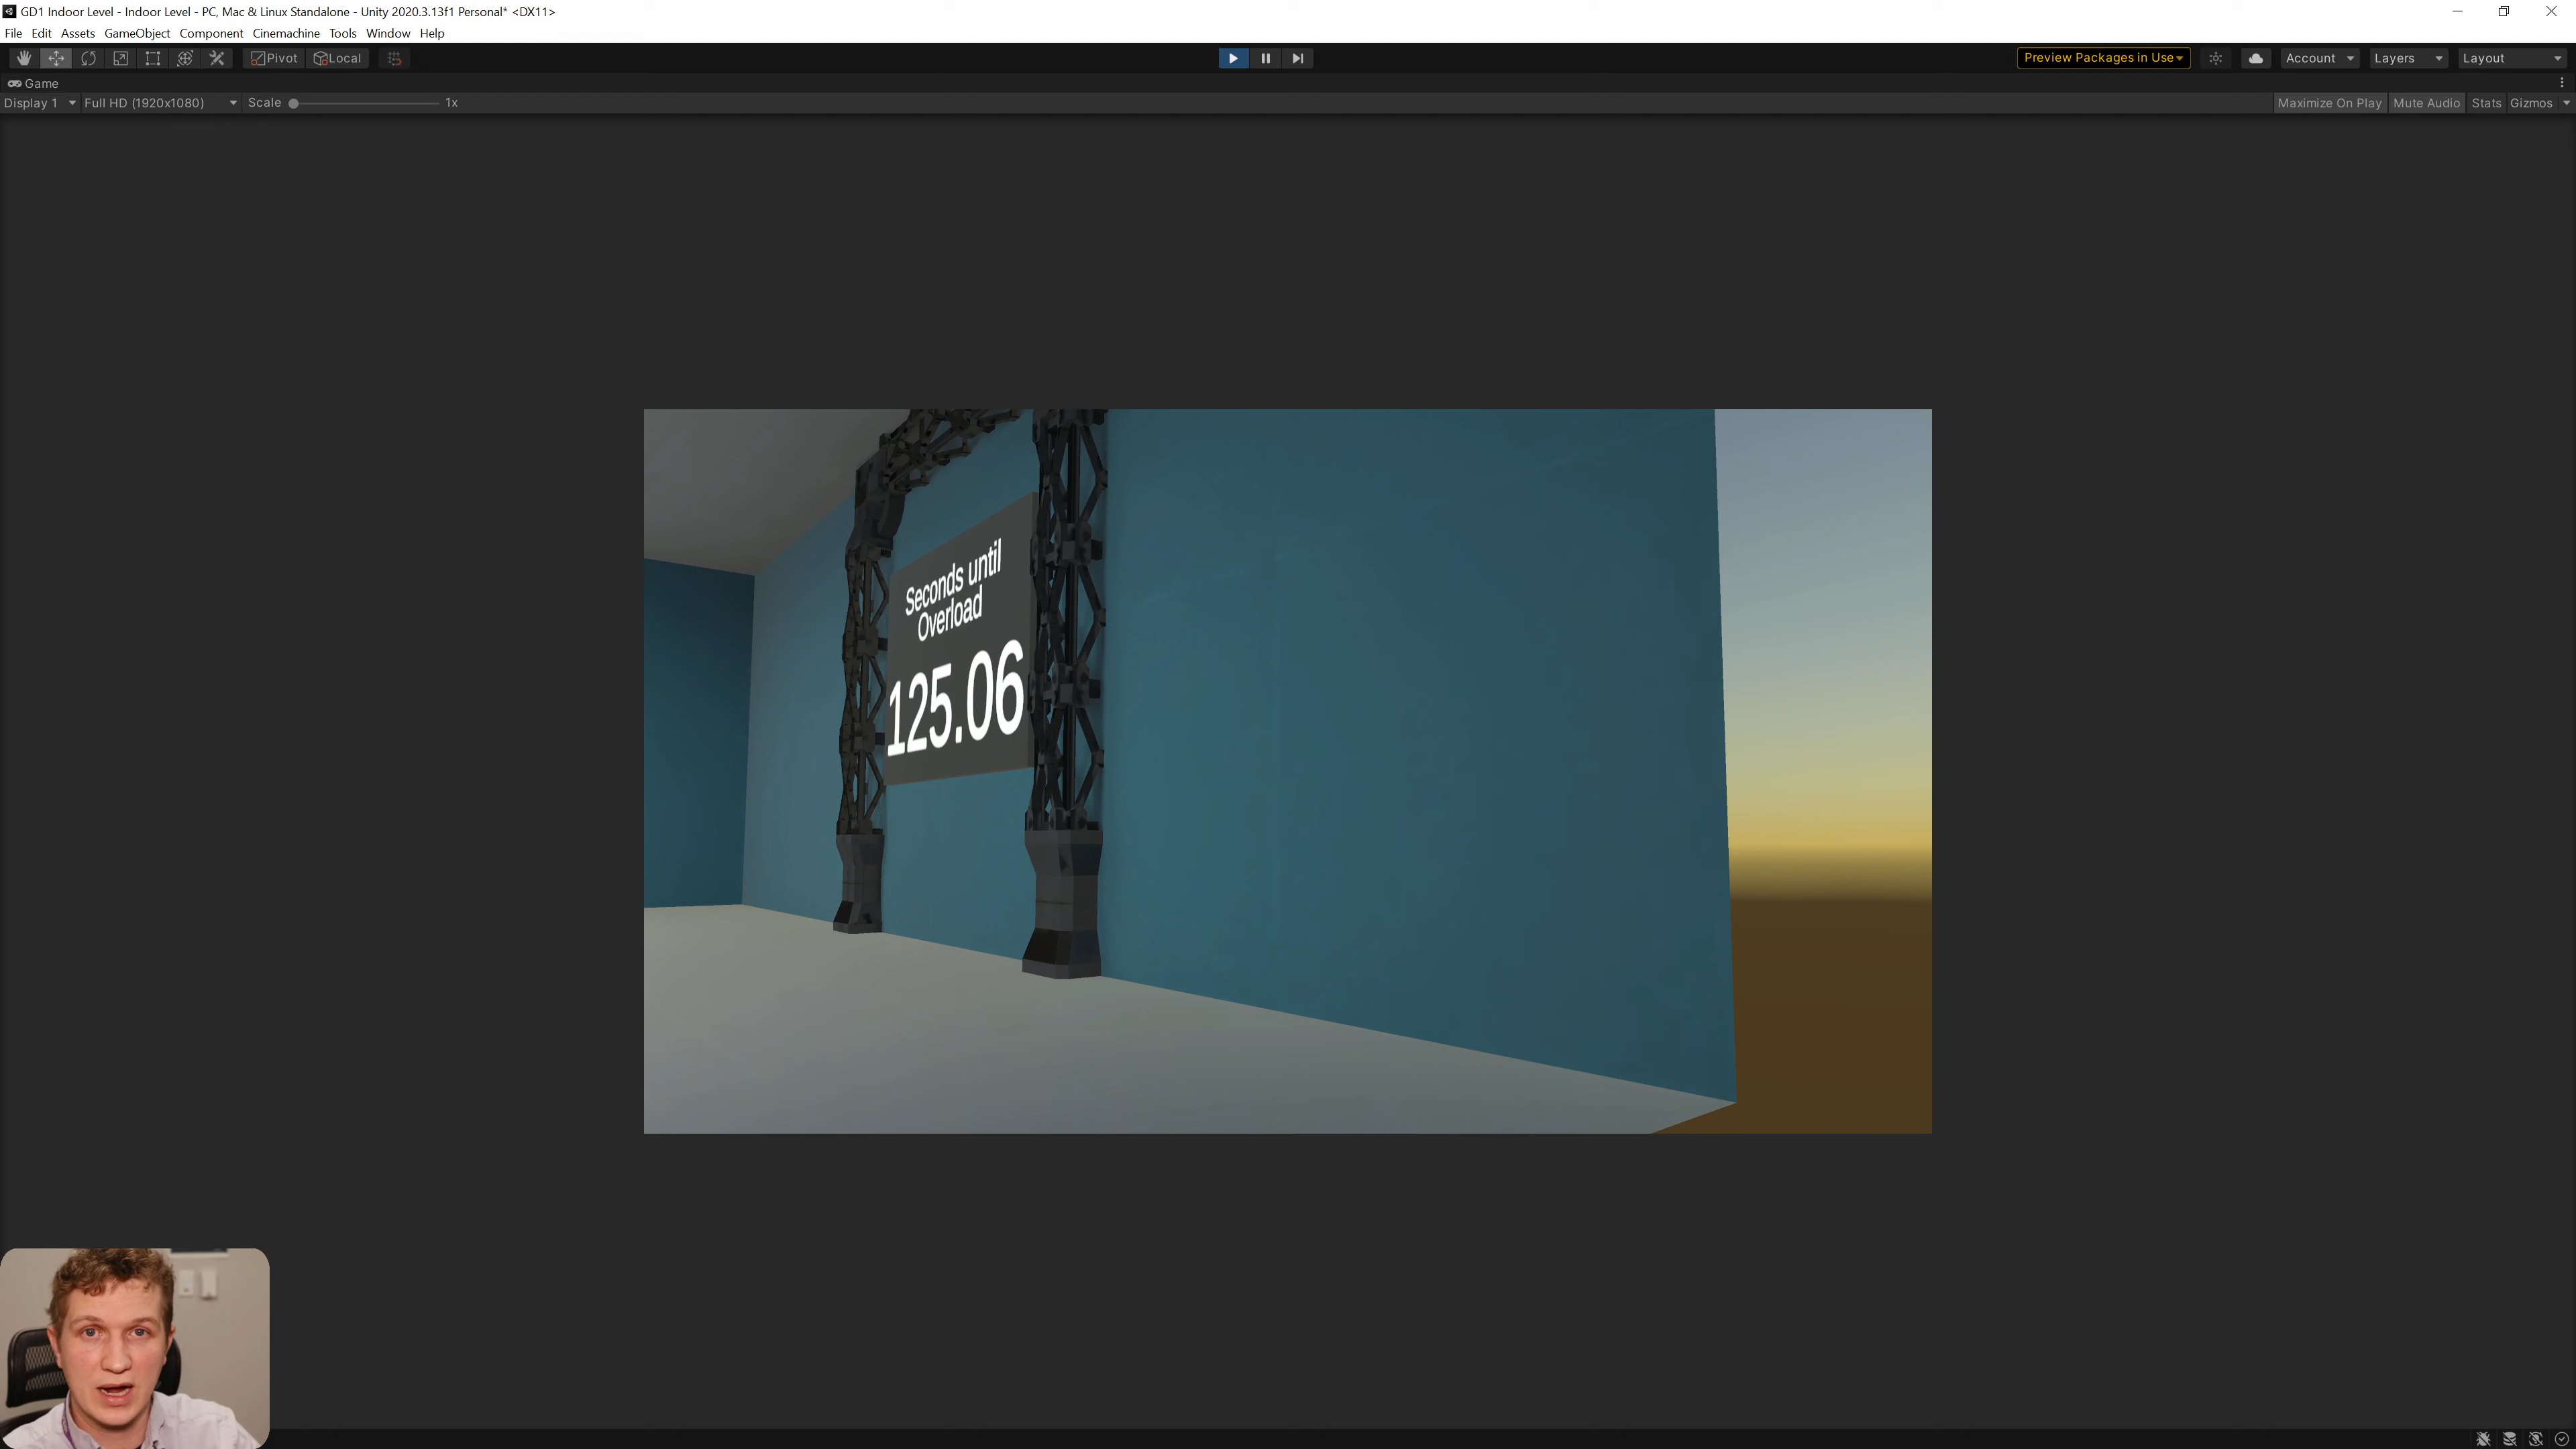 GD1 Indoor Level - Indoor Level - PC, Mac & Linux Standalone - Unity 2020.3.13f1 Personal* <DX11>
File Edit Assets GameObject Component Cinemachine Tools Window Help
Pivot Local Preview Packages in Use Account Layers Layout
Game
Display 1 Full HD (1920x1080) Scale 1x Maximize On Play Mute Audio Stats Gizmos
Seconds until
Overload
125.06